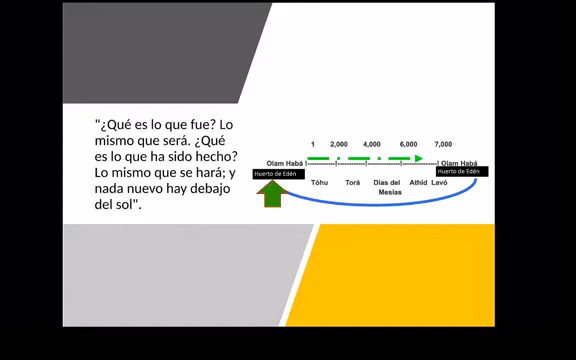 "¿Qué es lo que fue? Lo
mismo que será. ¿Qué
es lo que ha sido hecho?
Lo mismo que se hará; y
nada nuevo hay debajo
del sol".
1 2,000 4,000 6,000 7,000
Olam Habá Olam Habá
Huerto de Edén Huerto de Edén
Tóhu Torá Días del Athid Lavó
Mesías